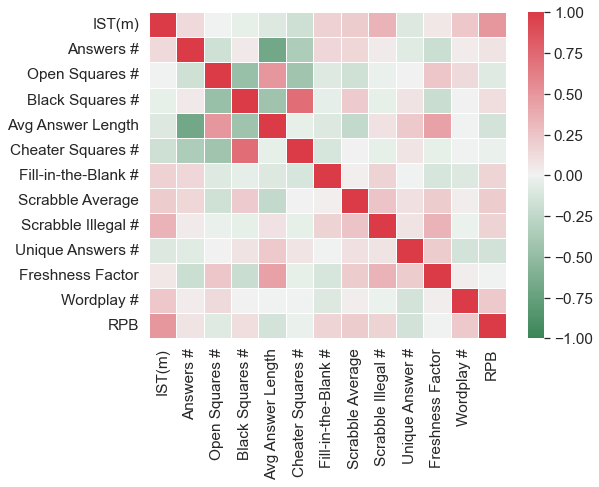 IST(m)
Answers #
Open Squares #
Black Squares #
Avg Answer Length
Cheater Squares #
Fill-in-the-Blank #
Scrabble Average
Scrabble Illegal #
Unique Answers #
Freshness Factor
Wordplay #
RPB
IST(m)
Answers #
Open Squares #
Black Squares #
Avg Answer Length
Cheater Squares #
Fill-in-the-Blank #
Scrabble Average
Scrabble Illegal #
Unique Answer #
Freshness Factor
Wordplay #
RPB
1.00
0.75
0.50
0.25
0.00
−0.25
−0.50
−0.75
−1.00